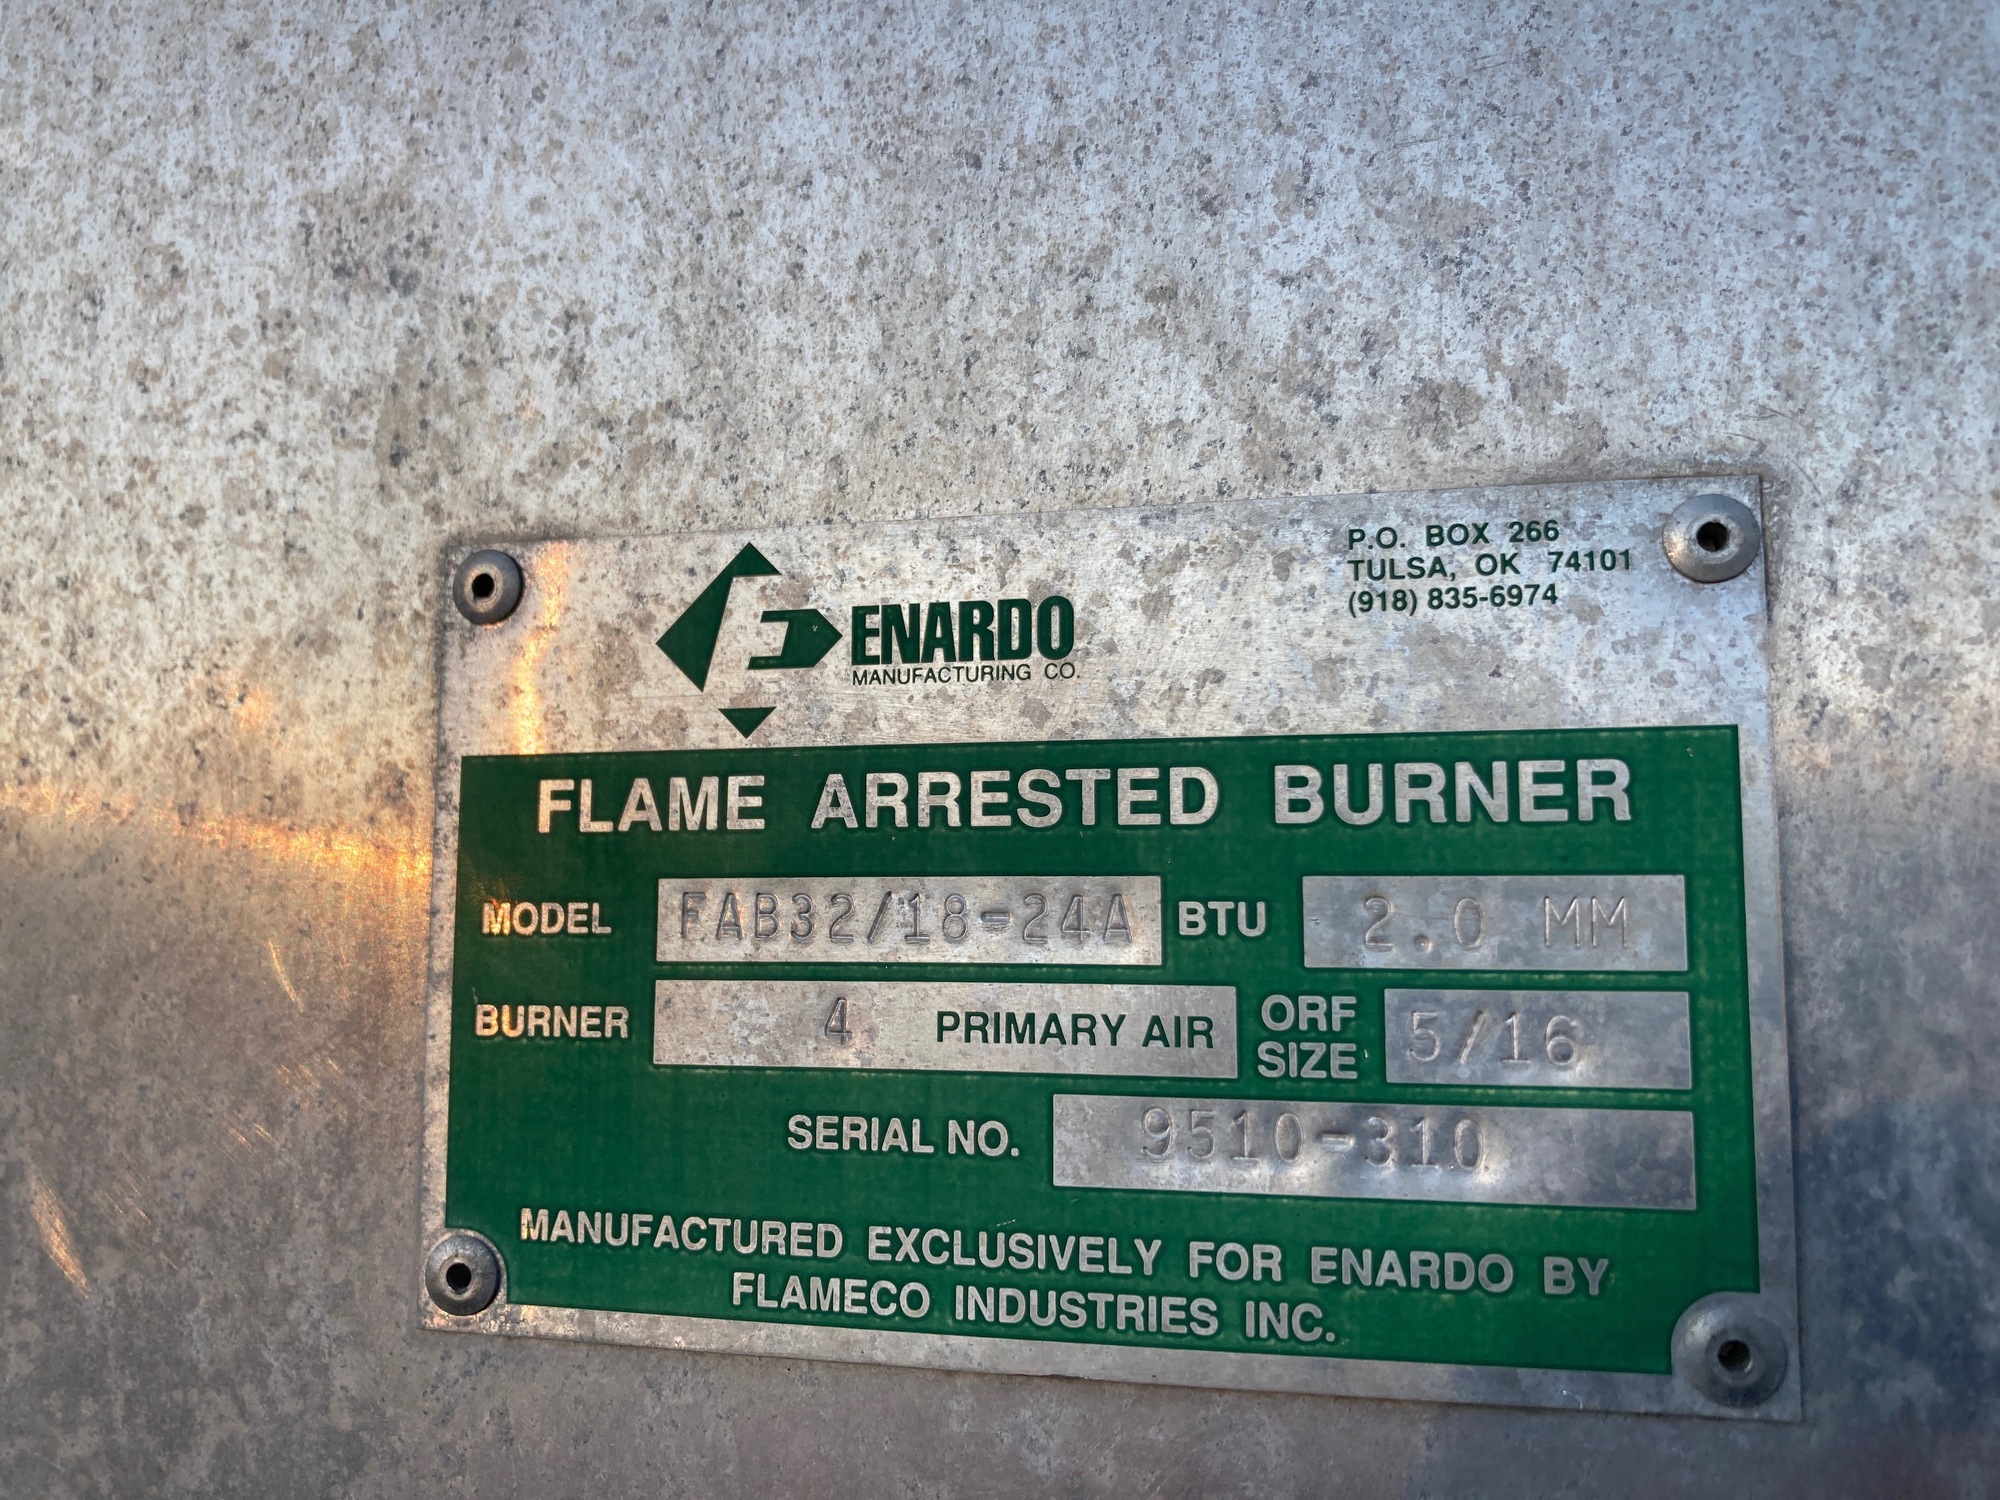 P.O. BOX 266
TULSA, OK 74101
(918) 835-6974
ENARDO
MANUFACTURING CO.
FLAME ARRESTED BURNER
MODEL FAB32/18-24A BTU 2.0 MM
BURNER 4 PRIMARY AIR ORF SIZE 5/16
SERIAL NO. 9510-310
MANUFACTURED EXCLUSIVELY FOR ENARDO BY
FLAMECO INDUSTRIES INC.